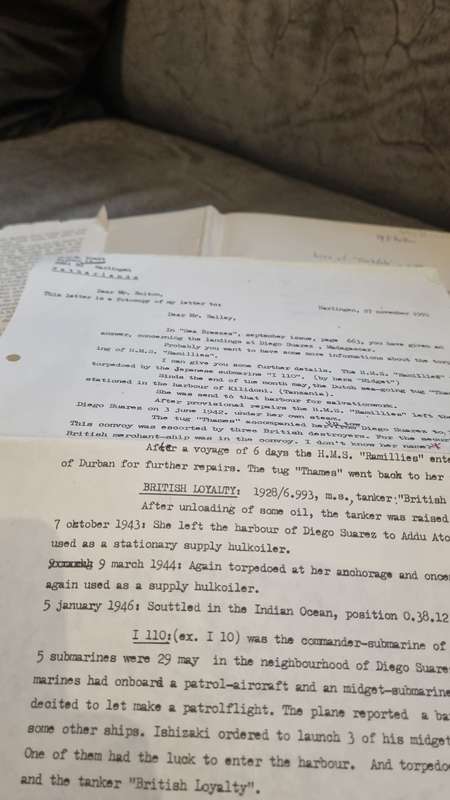 Harlingen
Netherlands
Harlingen, 27 november 1990
Dear Mr. Bolton,
This letter is a fotocopy of my letter to:
Dear Mr. Bailey,
In "Sea Breezes", september issue, page 663, you have given an
answer, concerning the landings at Diego Suarez , Madagascar.
Probably you want to have some more informations about the torp
ing of H.M.S. "Ramillies".
I can give you some further details. The H.M.S. "Ramillies"
torpedoed by the Japanese submarine "I 110". (by hers "Midget")
Sinds the end of the month may, the Dutch sea-going tug "Tham
stationed in the harbour of Kilidoni. (Tansania).
She was send to that harbour for salvationwork.
After provisional repairs the H.M.S. "Ramillies" left the
Diego Suarez on 3 june 1942, under her own steam.
The tug "Thames" accompanied her from Diego Suarez to
This convoy was escorted by three British destroyers. For the
British merchant-ship was in the convoy. I don't know her name?
After a voyage of 6 days the H.M.S. "Ramillies" ente
of Durban for further repairs. The tug "Thames" went back to her
BRITISH LOYALTY: 1928/6.993, m.s., tanker: "British
After unloading of some oil, the tanker was raised
7 oktober 1943: She left the harbour of Diego Suarez to Addu Ato
used as a stationary supply hulkoiler.
9 march 1944: Again torpedoed at her anchorage and once
again used as a supply hulkoiler.
5 january 1946: Scuttled in the Indian Ocean, position 0.38.12
I 110:(ex. I 10) was the commander-submarine of
5 submarines were 29 may in the neighbourhood of Diego Suare
marines had onboard a patrol-aircraft and an midget-submarine
decited to let make a patrolflight. The plane reported a ba
some other ships. Ishizaki ordered to launch 3 of his midget
One of them had the luck to enter the harbour. And torpedo
and the tanker "British Loyalty".